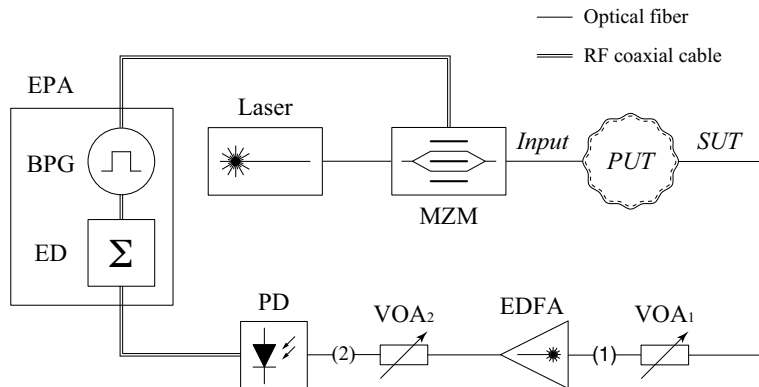 Optical fiber
RF coaxial cable
EPA
Laser
BPG
Input
PUT
SUT
MZM
ED
Σ
PD
VOA2
EDFA
VOA1
(2)
(1)